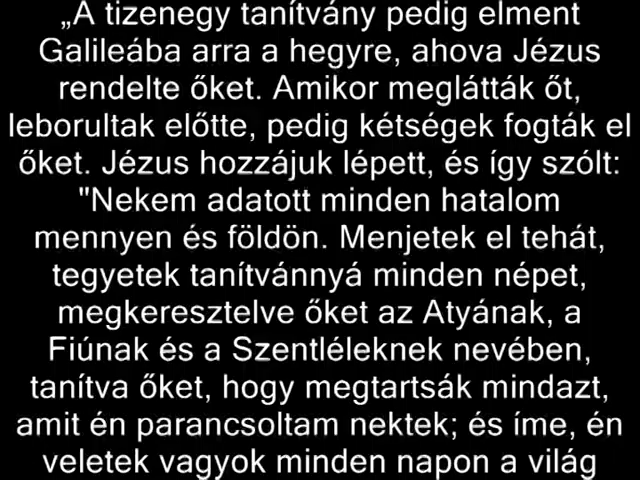 „A tizenegy tanítvány pedig elment
Galileába arra a hegyre, ahova Jézus
rendelte őket. Amikor meglátták őt,
leborultak előtte, pedig kétségek fogták el
őket. Jézus hozzájuk lépett, és így szólt:
"Nekem adatott minden hatalom
mennyen és földön. Menjetek el tehát,
tegyetek tanítvánnyá minden népet,
megkeresztelve őket az Atyának, a
Fiúnak és a Szentléleknek nevében,
tanítva őket, hogy megtartsák mindazt,
amit én parancsoltam nektek; és íme, én
veletek vagyok minden napon a világ